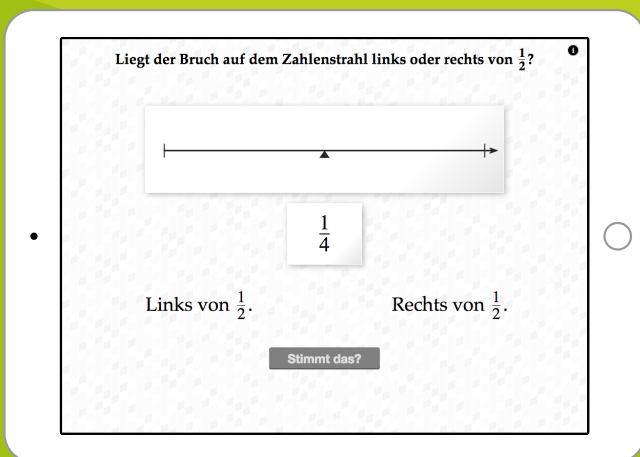 Liegt der Bruch auf dem Zahlenstrahl links oder rechts von 1/2?
1/4
Links von 1/2.
Rechts von 1/2.
Stimmt das?